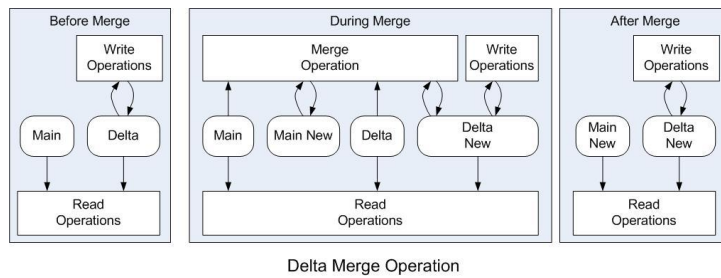 Before Merge
Write
Operations
Main
Delta
Read
Operations
During Merge
Merge
Operation
Write
Operations
Main
Main New
Delta
Delta
New
Read
Operations
After Merge
Write
Operations
Main
New
Delta
New
Read
Operations
Delta Merge Operation